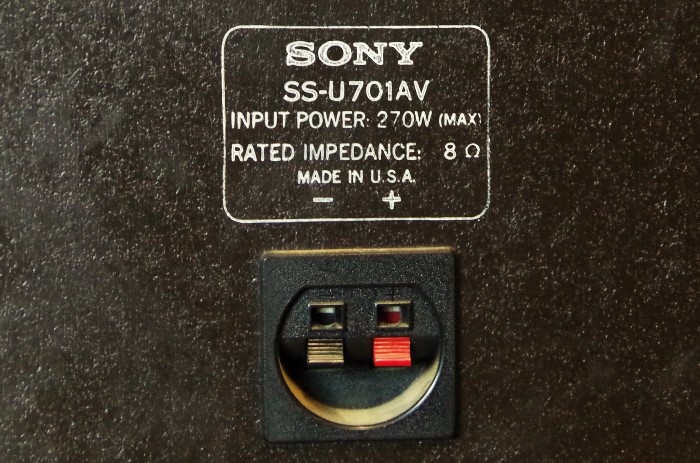 SONY
SS-U701AV
INPUT POWER: 270W (MAX)
RATED IMPEDANCE: 8 Ω
MADE IN U.S.A.
− +